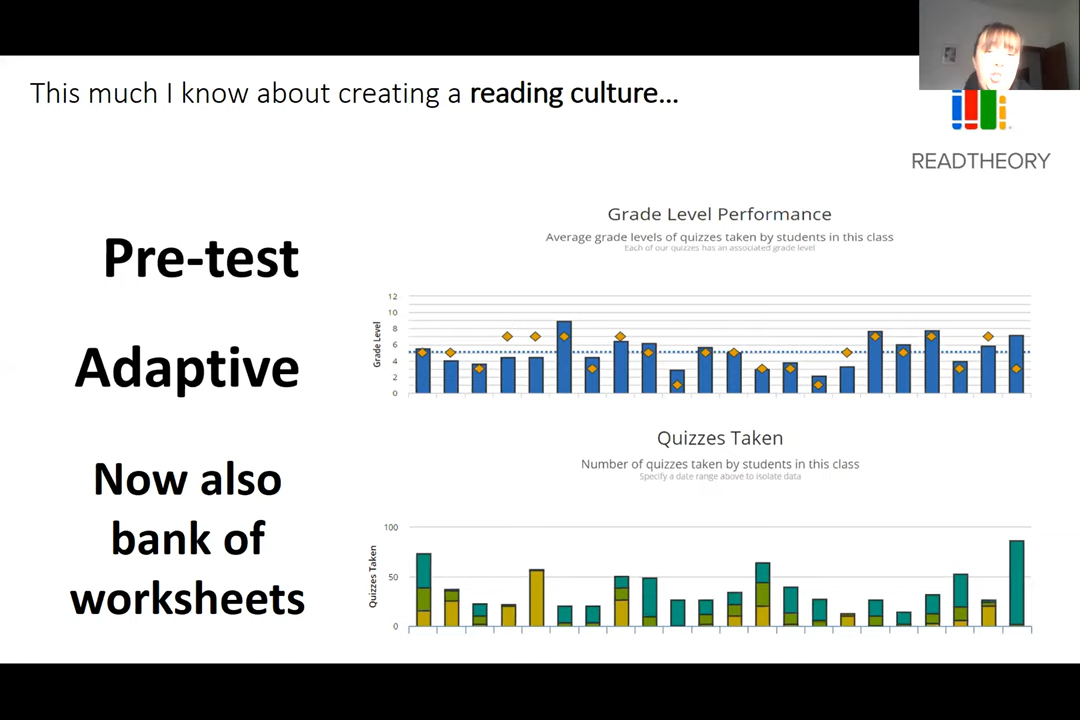 This much I know about creating a reading culture...
READTHEORY
Pre-test
Adaptive
Now also
bank of
worksheets
Grade Level Performance
Average grade levels of quizzes taken by students in this class
Each of our quizzes has an associated grade level
Grade Level
12
10
8
6
4
2
0
Quizzes Taken
Number of quizzes taken by students in this class
Specify a date range above to isolate data
Quizzes Taken
100
50
0